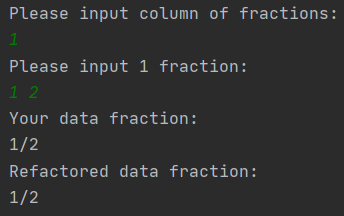 Please input column of fractions:
1
Please input 1 fraction:
1 2
Your data fraction:
1/2
Refactored data fraction:
1/2